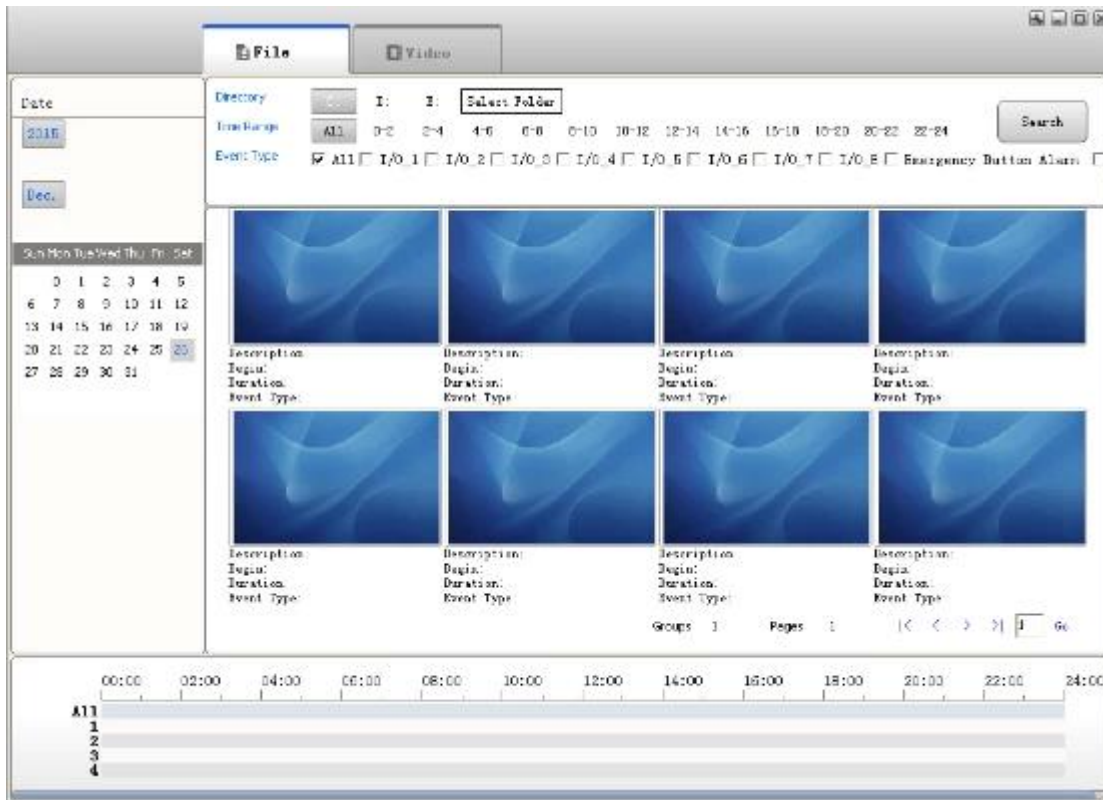 File
Video
Date
2015
Dec.
Sun Mon Tue Wed Thu Fri Sat
0 1 2 3 4 5
6 7 8 9 10 11 12
13 14 15 16 17 18 19
20 21 22 23 24 25 26
27 28 29 30 31
Directory I: E: Select Folder
Time Range All 0-2 2-4 4-6 6-8 8-10 10-12 12-14 14-16 16-18 18-20 20-22 22-24
Search
Event Type All I/O_1 I/O_2 I/O_3 I/O_4 I/O_5 I/O_6 I/O_7 I/O_8 Emergency Button Alarm
Description: Description: Description: Description:
Begin: Begin: Begin: Begin:
Duration: Duration: Duration: Duration:
Event Type: Event Type: Event Type: Event Type:
Description: Description: Description: Description:
Begin: Begin: Begin: Begin:
Duration: Duration: Duration: Duration:
Event Type: Event Type: Event Type: Event Type:
Groups 1 Pages 1 |< < > >| 1 Go
00:00 02:00 04:00 06:00 08:00 10:00 12:00 14:00 16:00 18:00 20:00 22:00 24:00
All
1
2
3
4